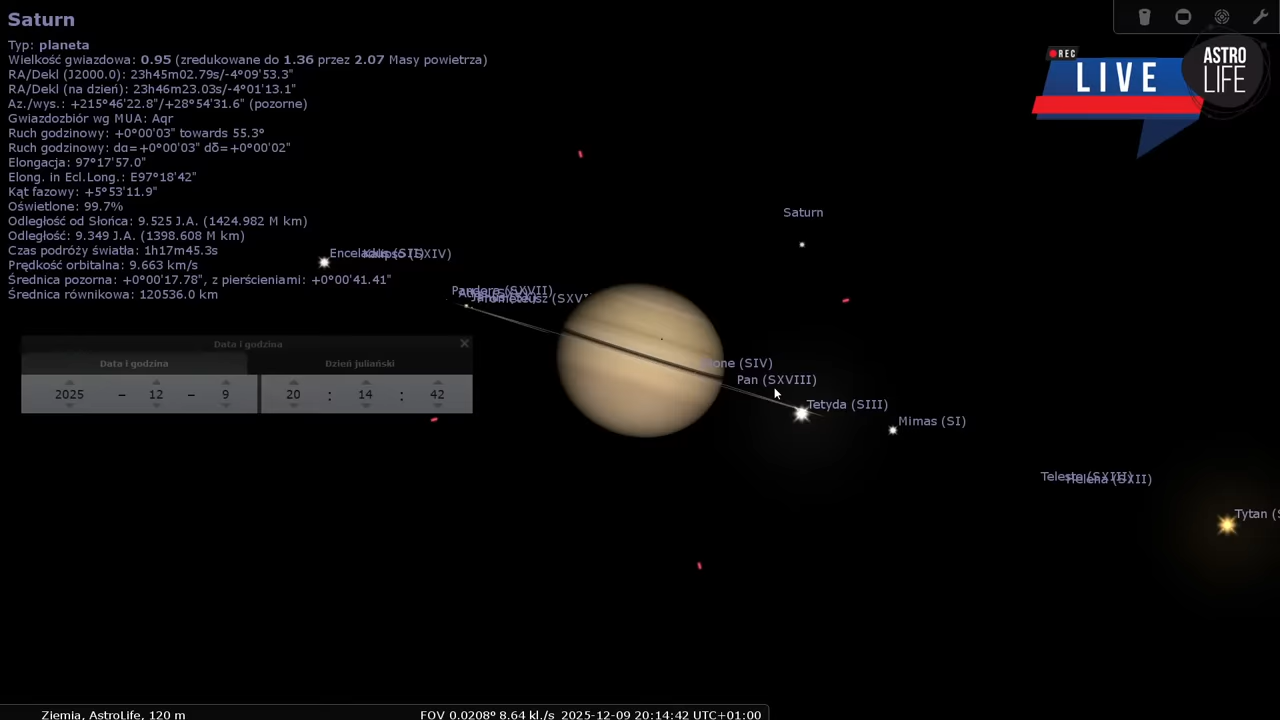 Saturn
Typ: planeta
Wielkość gwiazdowa: 0.95 (zredukowane do 1.36 przez 2.07 Masy powietrza)
RA/Dekl (J2000.0): 23h45m02.79s/-4°09'53.3"
RA/Dekl (na dzień): 23h46m23.03s/-4°01'13.1"
Az./wys.: +215°46'22.8"/+28°54'31.6" (pozorne)
Gwiazdozbiór wg MUA: Aqr
Ruch godzinowy: +0°00'03" towards 55.3°
Ruch godzinowy: dα=+0°00'03" dδ=+0°00'02"
Elongacja: 97°17'57.0"
Elong. in Ecl.Long.: E97°18'42"
Kąt fazowy: +5°53'11.9"
Oświetlone: 99.7%
Odległość od Słońca: 9.525 J.A. (1424.982 M km)
Odległość: 9.349 J.A. (1398.608 M km)
Czas podróży światła: 1h17m45.3s
Prędkość orbitalna: 9.663 km/s
Średnica pozorna: +0°00'17.78", z pierścieniami: +0°00'41.41"
Średnica równikowa: 120536.0 km
REC
LIVE
ASTRO
LIFE
Saturn
Pandora (SXVII)
Pan (SXVIII)
Tetyda (SIII)
Mimas (SI)
Helena (SXII)
Tytan (S
Data i godzina
Data i godzina
Dzień juliański
2025 – 12 – 9 20 : 14 : 42
Ziemia, AstroLife, 120 m
FOV 0.0208° 8.64 kl./s 2025-12-09 20:14:42 UTC+01:00